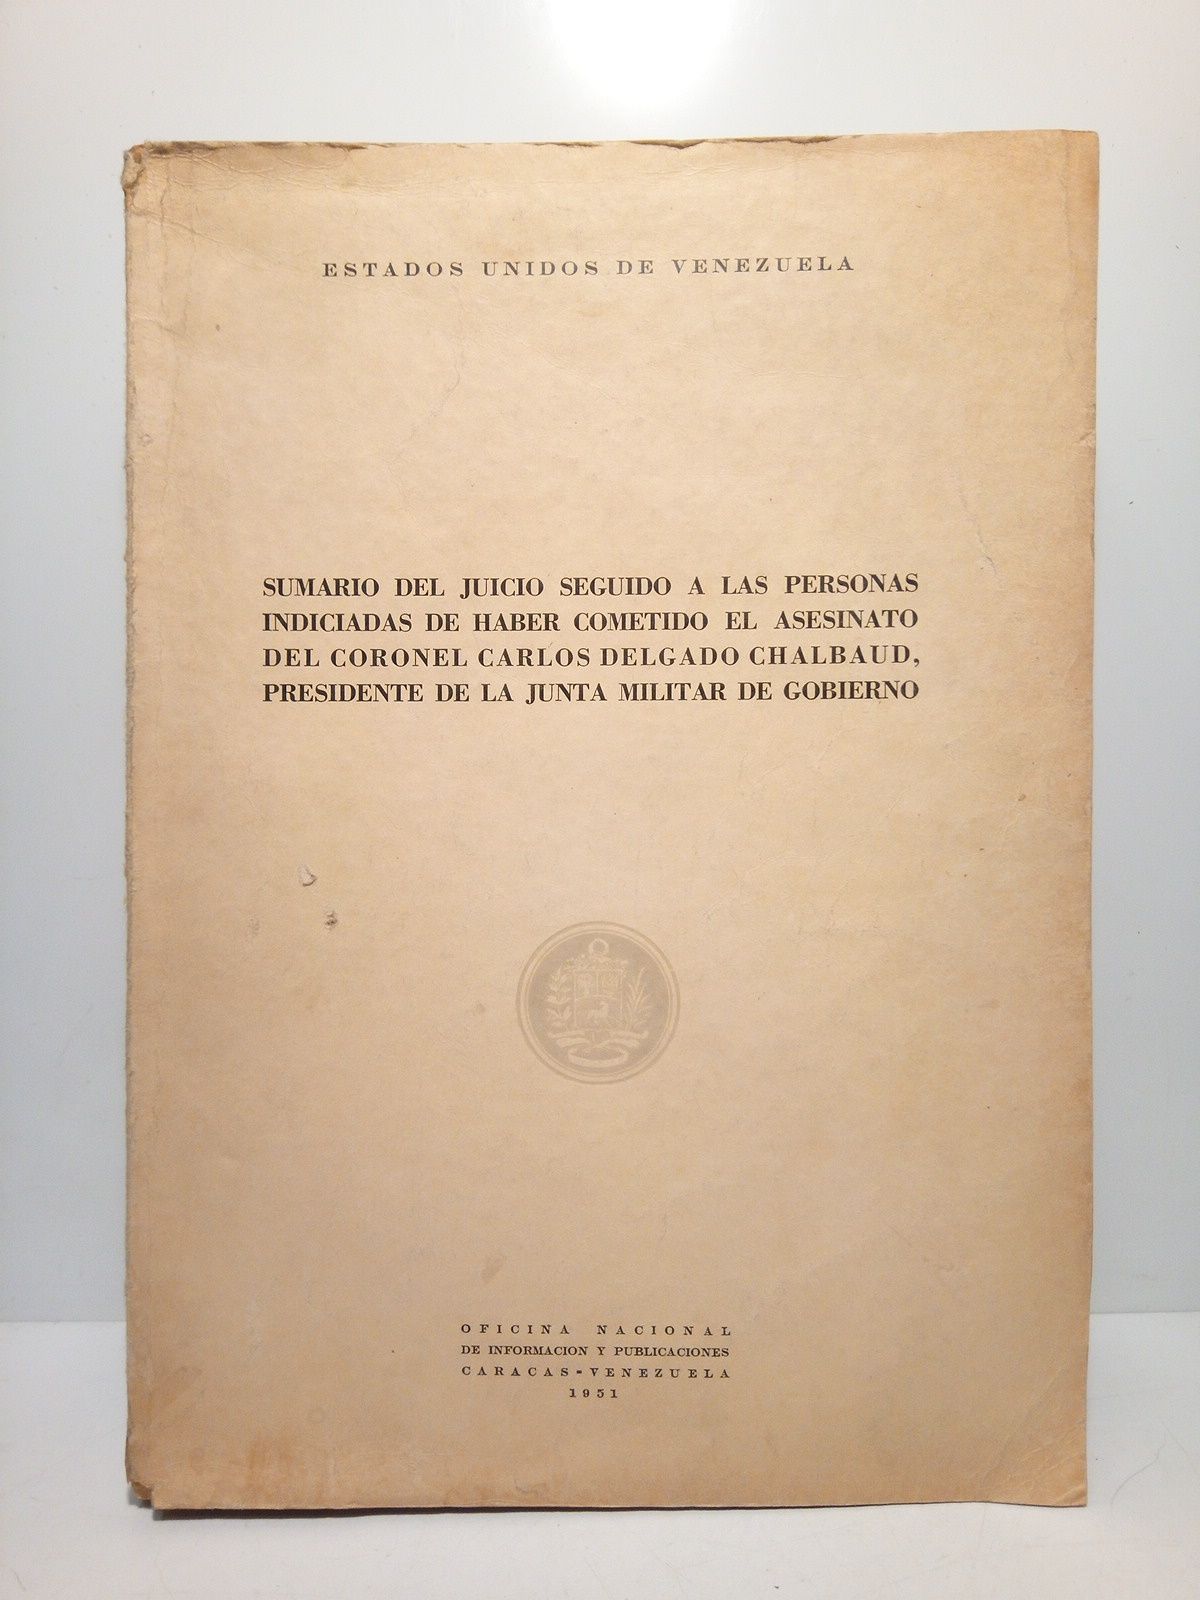 ESTADOS UNIDOS DE VENEZUELA
SUMARIO DEL JUICIO SEGUIDO A LAS PERSONAS
INDICIADAS DE HABER COMETIDO EL ASESINATO
DEL CORONEL CARLOS DELGADO CHALBAUD,
PRESIDENTE DE LA JUNTA MILITAR DE GOBIERNO
OFICINA NACIONAL
DE INFORMACION Y PUBLICACIONES
CARACAS-VENEZUELA
1951